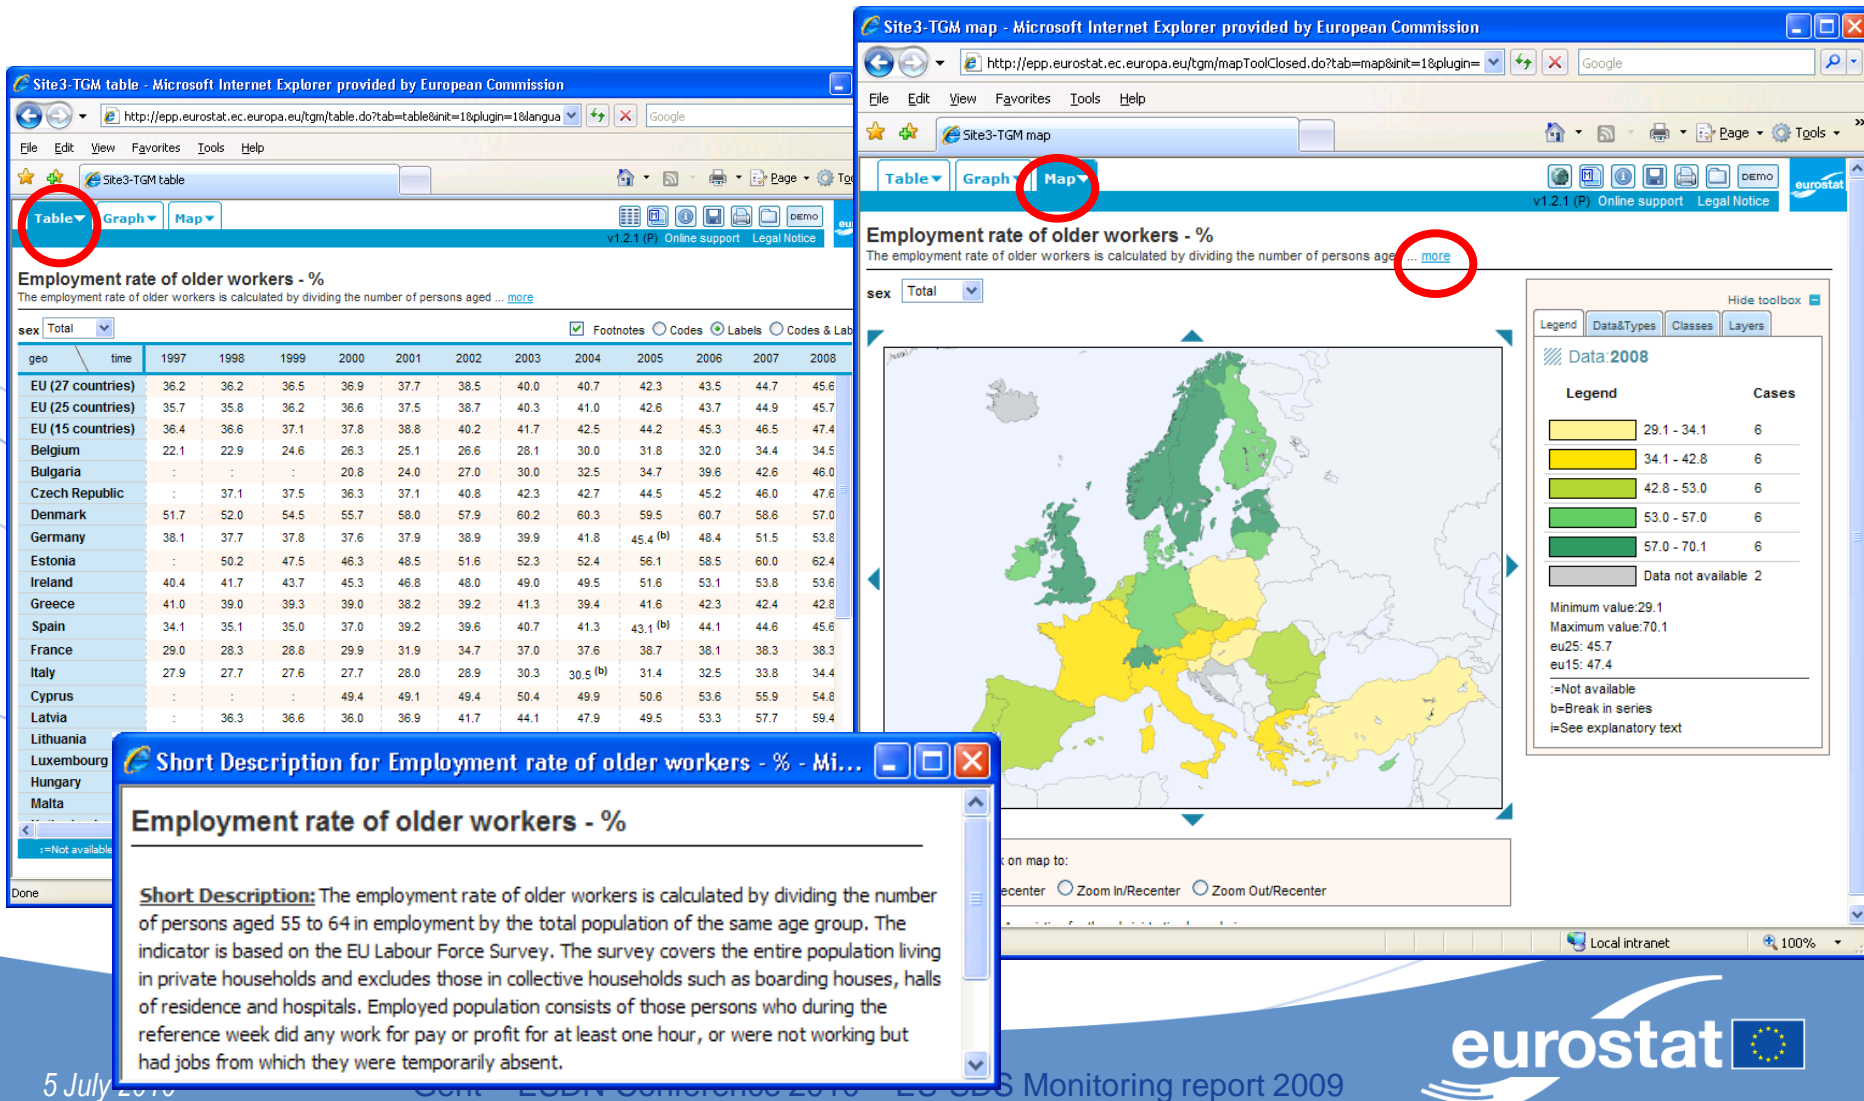 Site3-TGM table - Microsoft Internet Explorer provided by European Commission
http://epp.eurostat.ec.europa.eu/tgm/table.do?tab=table&init=1&plugin=1&langua
Google
File Edit View Favorites Tools Help
Site3-TGM table
Page
Table Graph Map
DEMO
v1.2.1 (P) Online support Legal Notice
Employment rate of older workers - %
The employment rate of older workers is calculated by dividing the number of persons aged ... more
sex Total
Footnotes Codes Labels Codes & Lab
geo time 1997 1998 1999 2000 2001 2002 2003 2004 2005 2006 2007 2008
EU (27 countries) 36.2 36.2 36.5 36.9 37.7 38.5 40.0 40.7 42.3 43.5 44.7 45.6
EU (25 countries) 35.7 35.8 36.2 36.6 37.5 38.7 40.3 41.0 42.6 43.7 44.9 45.7
EU (15 countries) 36.4 36.6 37.1 37.8 38.8 40.2 41.7 42.5 44.2 45.3 46.5 47.4
Belgium 22.1 22.9 24.6 26.3 25.1 26.6 28.1 30.0 31.8 32.0 34.4 34.5
Bulgaria : : : 20.8 24.0 27.0 30.0 32.5 34.7 39.6 42.6 46.0
Czech Republic : 37.1 37.5 36.3 37.1 40.8 42.3 42.7 44.5 45.2 46.0 47.6
Denmark 51.7 52.0 54.5 55.7 58.0 57.9 60.2 60.3 59.5 60.7 58.6 57.0
Germany 38.1 37.7 37.8 37.6 37.9 38.9 39.9 41.8 45.4 (b) 48.4 51.5 53.8
Estonia : 50.2 47.5 46.3 48.5 51.6 52.3 52.4 56.1 58.5 60.0 62.4
Ireland 40.4 41.7 43.7 45.3 46.8 48.0 49.0 49.5 51.6 53.1 53.8 53.6
Greece 41.0 39.0 39.3 39.0 38.2 39.2 41.3 39.4 41.6 42.3 42.4 42.8
Spain 34.1 35.1 35.0 37.0 39.2 39.6 40.7 41.3 43.1 (b) 44.1 44.6 45.6
France 29.0 28.3 28.8 29.9 31.9 34.7 37.0 37.6 38.7 38.1 38.3 38.3
Italy 27.9 27.7 27.6 27.7 28.0 28.9 30.3 30.5 (b) 31.4 32.5 33.8 34.4
Cyprus : : : 49.4 49.1 49.4 50.4 49.9 50.6 53.6 55.9 54.8
Latvia : 36.3 36.6 36.0 36.9 41.7 44.1 47.9 49.5 53.3 57.7 59.4
Lithuania
Luxembourg
Hungary
Malta
:=Not available
Done
Site3-TGM map - Microsoft Internet Explorer provided by European Commission
http://epp.eurostat.ec.europa.eu/tgm/mapToolClosed.do?tab=map&init=1&plugin=
Google
File Edit View Favorites Tools Help
Site3-TGM map
Page Tools
Table Graph Map
DEMO
eurostat
v1.2.1 (P) Online support Legal Notice
Employment rate of older workers - %
The employment rate of older workers is calculated by dividing the number of persons age ... more
sex Total
Hide toolbox
Legend Data&Types Classes Layers
Data:2008
Legend Cases
29.1 - 34.1 6
34.1 - 42.8 6
42.8 - 53.0 6
53.0 - 57.0 6
57.0 - 70.1 6
Data not available 2
Minimum value:29.1
Maximum value:70.1
eu25: 45.7
eu15: 47.4
:=Not available
b=Break in series
i=See explanatory text
on map to:
ecenter Zoom In/Recenter Zoom Out/Recenter
Local intranet 100%
Short Description for Employment rate of older workers - % - Mi...
Employment rate of older workers - %
Short Description: The employment rate of older workers is calculated by dividing the number
of persons aged 55 to 64 in employment by the total population of the same age group. The
indicator is based on the EU Labour Force Survey. The survey covers the entire population living
in private households and excludes those in collective households such as boarding houses, halls
of residence and hospitals. Employed population consists of those persons who during the
reference week did any work for pay or profit for at least one hour, or were not working but
had jobs from which they were temporarily absent.
eurostat
5 July 2010
Gent ESDN Conference 2010 EU SDS Monitoring report 2009